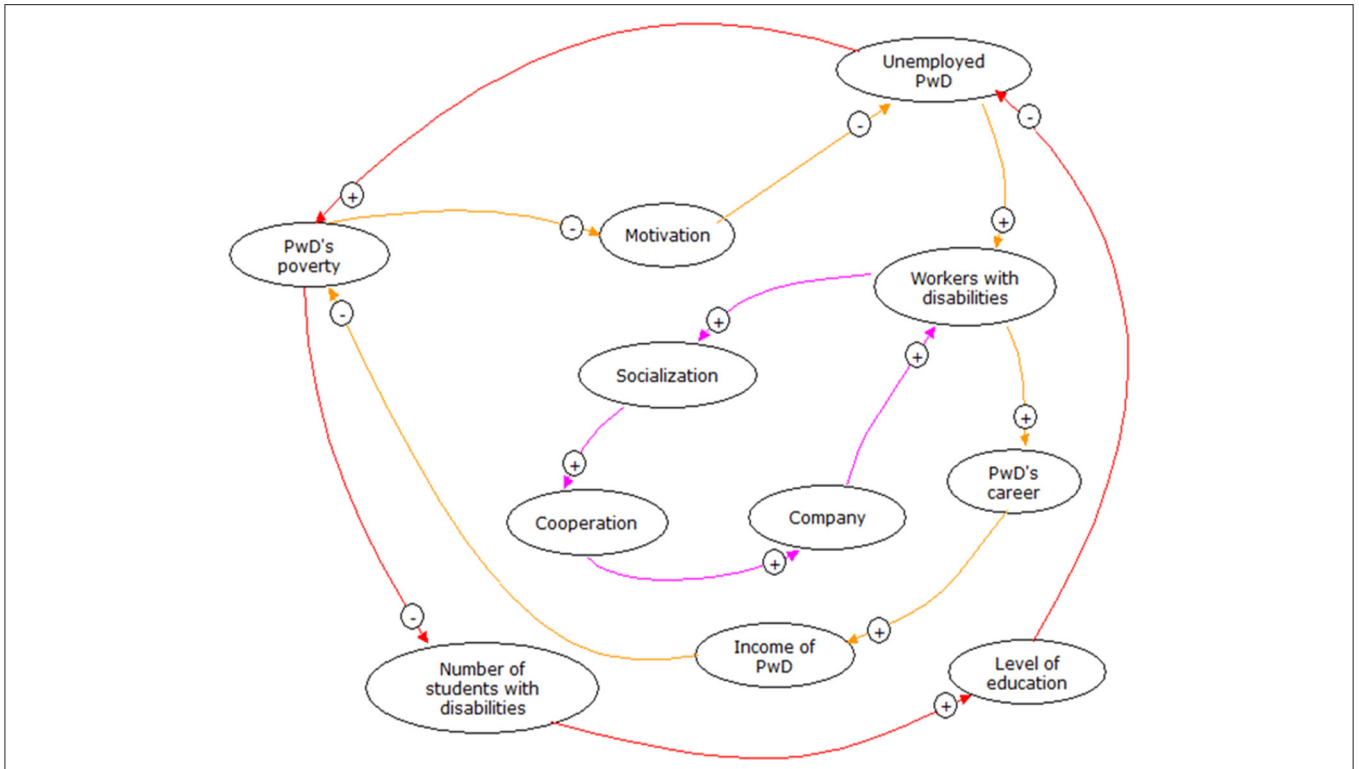 Unemployed
PwD
-
-
+
+
PwD's
poverty
-
Motivation
Workers with
disabilities
-
+
Socialization
+
+
+
PwD's
career
Cooperation
Company
+
-
+
Income of
PwD
Level of
education
Number of
students with
disabilities
+